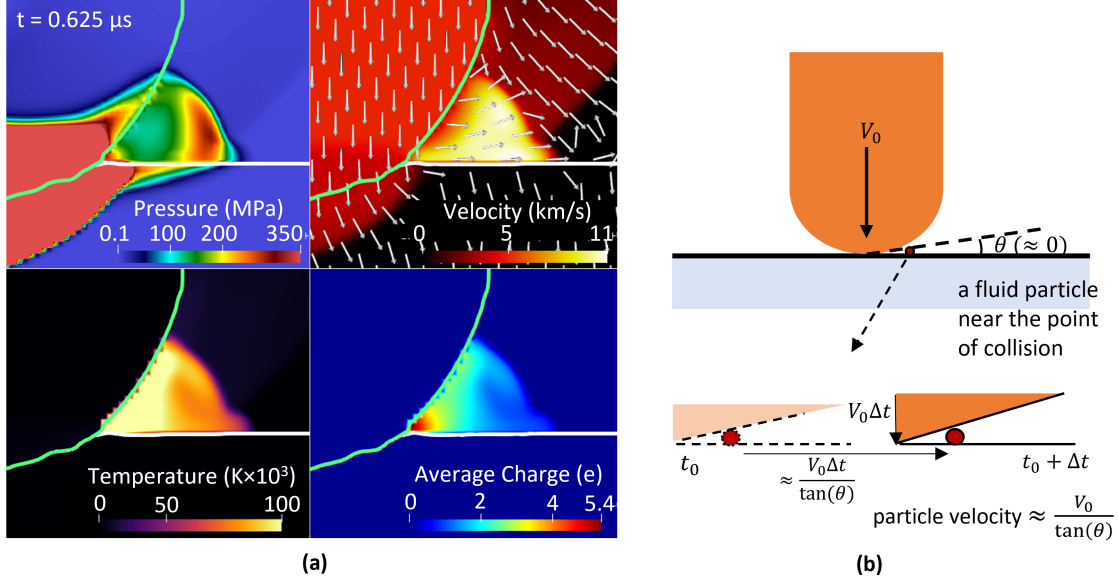 t = 0.625 µs
Pressure (MPa)
0.1 100 200 350
Velocity (km/s)
0 5 11
Temperature (K×10³)
0 50 100
Average Charge (e)
0 2 4 5.4
(a)
V₀
θ (≈ 0)
a fluid particle
near the point
of collision
V₀Δt
t₀
t₀ + Δt
≈ V₀Δt / tan(θ)
particle velocity ≈ V₀ / tan(θ)
(b)